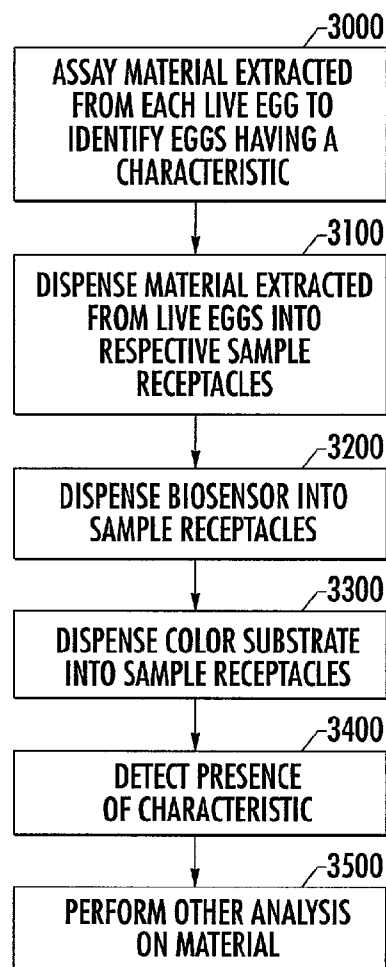 3000
ASSAY MATERIAL EXTRACTED
FROM EACH LIVE EGG TO
IDENTIFY EGGS HAVING A
CHARACTERISTIC
3100
DISPENSE MATERIAL EXTRACTED
FROM LIVE EGGS INTO
RESPECTIVE SAMPLE
RECEPTACLES
3200
DISPENSE BIOSENSOR INTO
SAMPLE RECEPTACLES
3300
DISPENSE COLOR SUBSTRATE
INTO SAMPLE RECEPTACLES
3400
DETECT PRESENCE
OF CHARACTERISTIC
3500
PERFORM OTHER ANALYSIS
ON MATERIAL